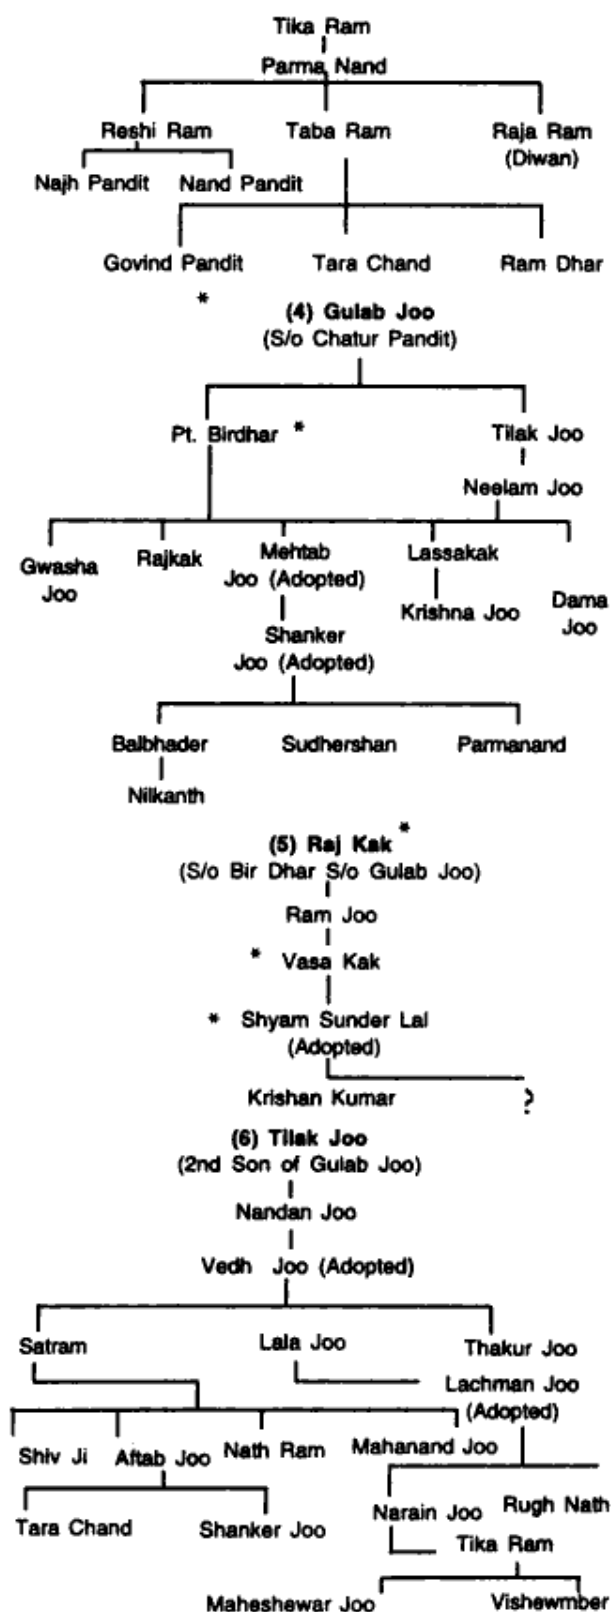 Tika Ram
Parma Nand
Reshi Ram Taba Ram Raja Ram
(Diwan)
Najh Pandit Nand Pandit
Govind Pandit Tara Chand Ram Dhar
*
(4) Gulab Joo
(S/o Chatur Pandit)
Pt. Birdhar * Tilak Joo
Neelam Joo
Gwasha Joo
Rajkak
Mehtab
Joo (Adopted)
Lassakak
Dama
Joo
Krishna Joo
Shanker
Joo (Adopted)
Balbhader Sudhershan Parmanand
Nilkanth
(5) Raj Kak *
(S/o Bir Dhar S/o Gulab Joo)
Ram Joo
* Vasa Kak
* Shyam Sunder Lal
(Adopted)
Krishan Kumar ?
(6) Tilak Joo
(2nd Son of Gulab Joo)
Nandan Joo
Vedh Joo (Adopted)
Satram Lala Joo Thakur Joo
Lachman Joo
(Adopted)
Shiv Ji Aftab Joo Nath Ram Mahanand Joo
Tara Chand Shanker Joo
Narain Joo Rugh Nath
Tika Ram
Maheshewar Joo Vishewmber